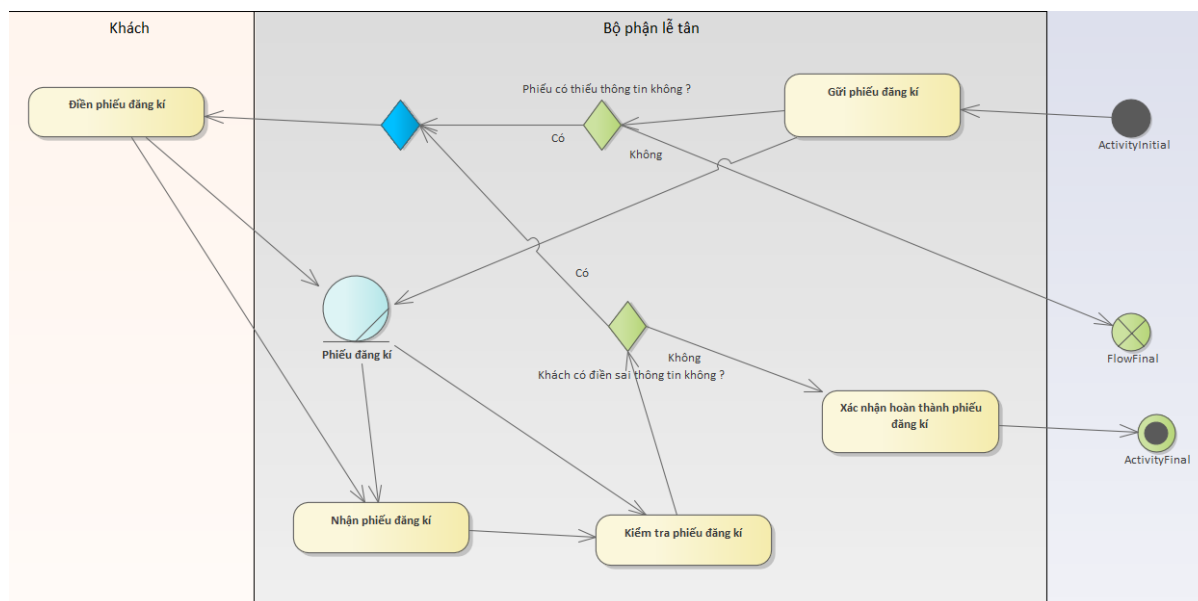 Khách
Bộ phận lễ tân
Điền phiếu đăng kí
Phiếu có thiếu thông tin không ?
Gửi phiếu đăng kí
Có
Không
ActivityInitial
Có
Phiếu đăng kí
Không
Khách có điền sai thông tin không ?
FlowFinal
Xác nhận hoàn thành phiếu
đăng kí
ActivityFinal
Nhận phiếu đăng kí
Kiểm tra phiếu đăng kí